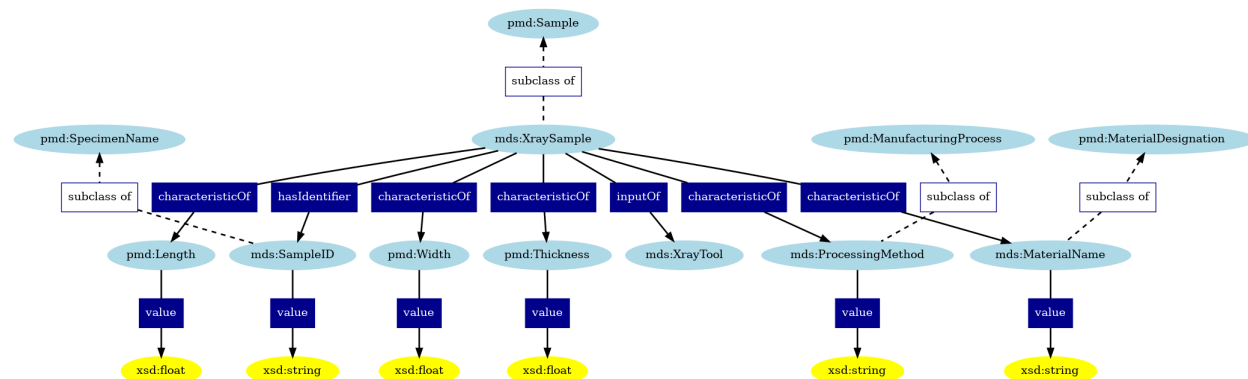 pmd:Sample
subclass of
pmd:SpecimenName
mds:XraySample
pmd:ManufacturingProcess
pmd:MaterialDesignation
subclass of
characteristicOf
hasIdentifier
characteristicOf
characteristicOf
inputOf
characteristicOf
characteristicOf
subclass of
subclass of
pmd:Length
mds:SampleID
pmd:Width
pmd:Thickness
mds:XrayTool
mds:ProcessingMethod
mds:MaterialName
value
value
value
value
value
value
xsd:float
xsd:string
xsd:float
xsd:float
xsd:string
xsd:string